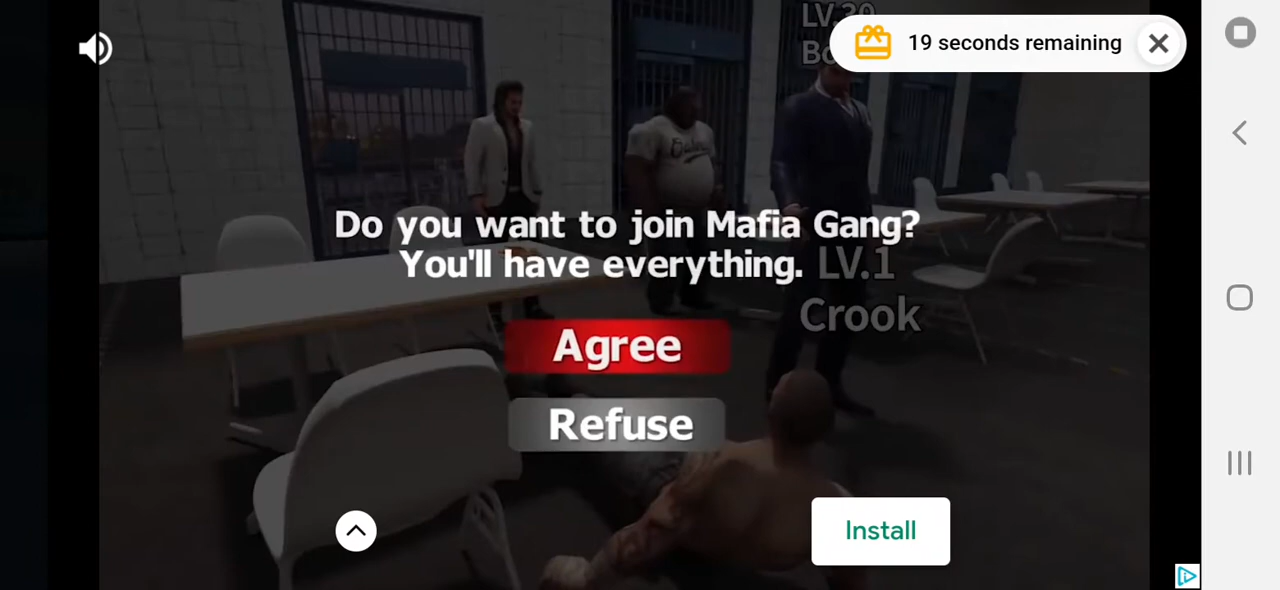 LV.20
19 seconds remaining
Do you want to join Mafia Gang?
You'll have everything.
LV.1
Crook
Agree
Refuse
Install